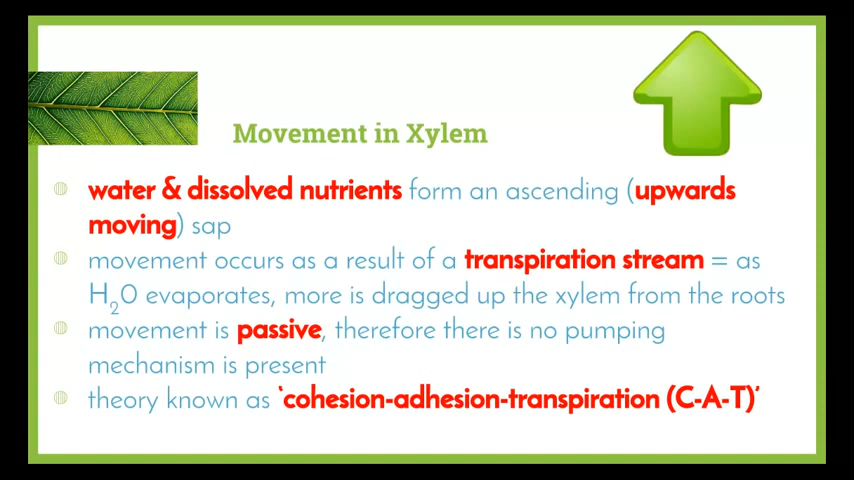 Movement in Xylem
water & dissolved nutrients form an ascending (upwards
moving) sap
movement occurs as a result of a transpiration stream = as
H₂O evaporates, more is dragged up the xylem from the roots
movement is passive, therefore there is no pumping
mechanism is present
theory known as ‘cohesion-adhesion-transpiration (C-A-T)’